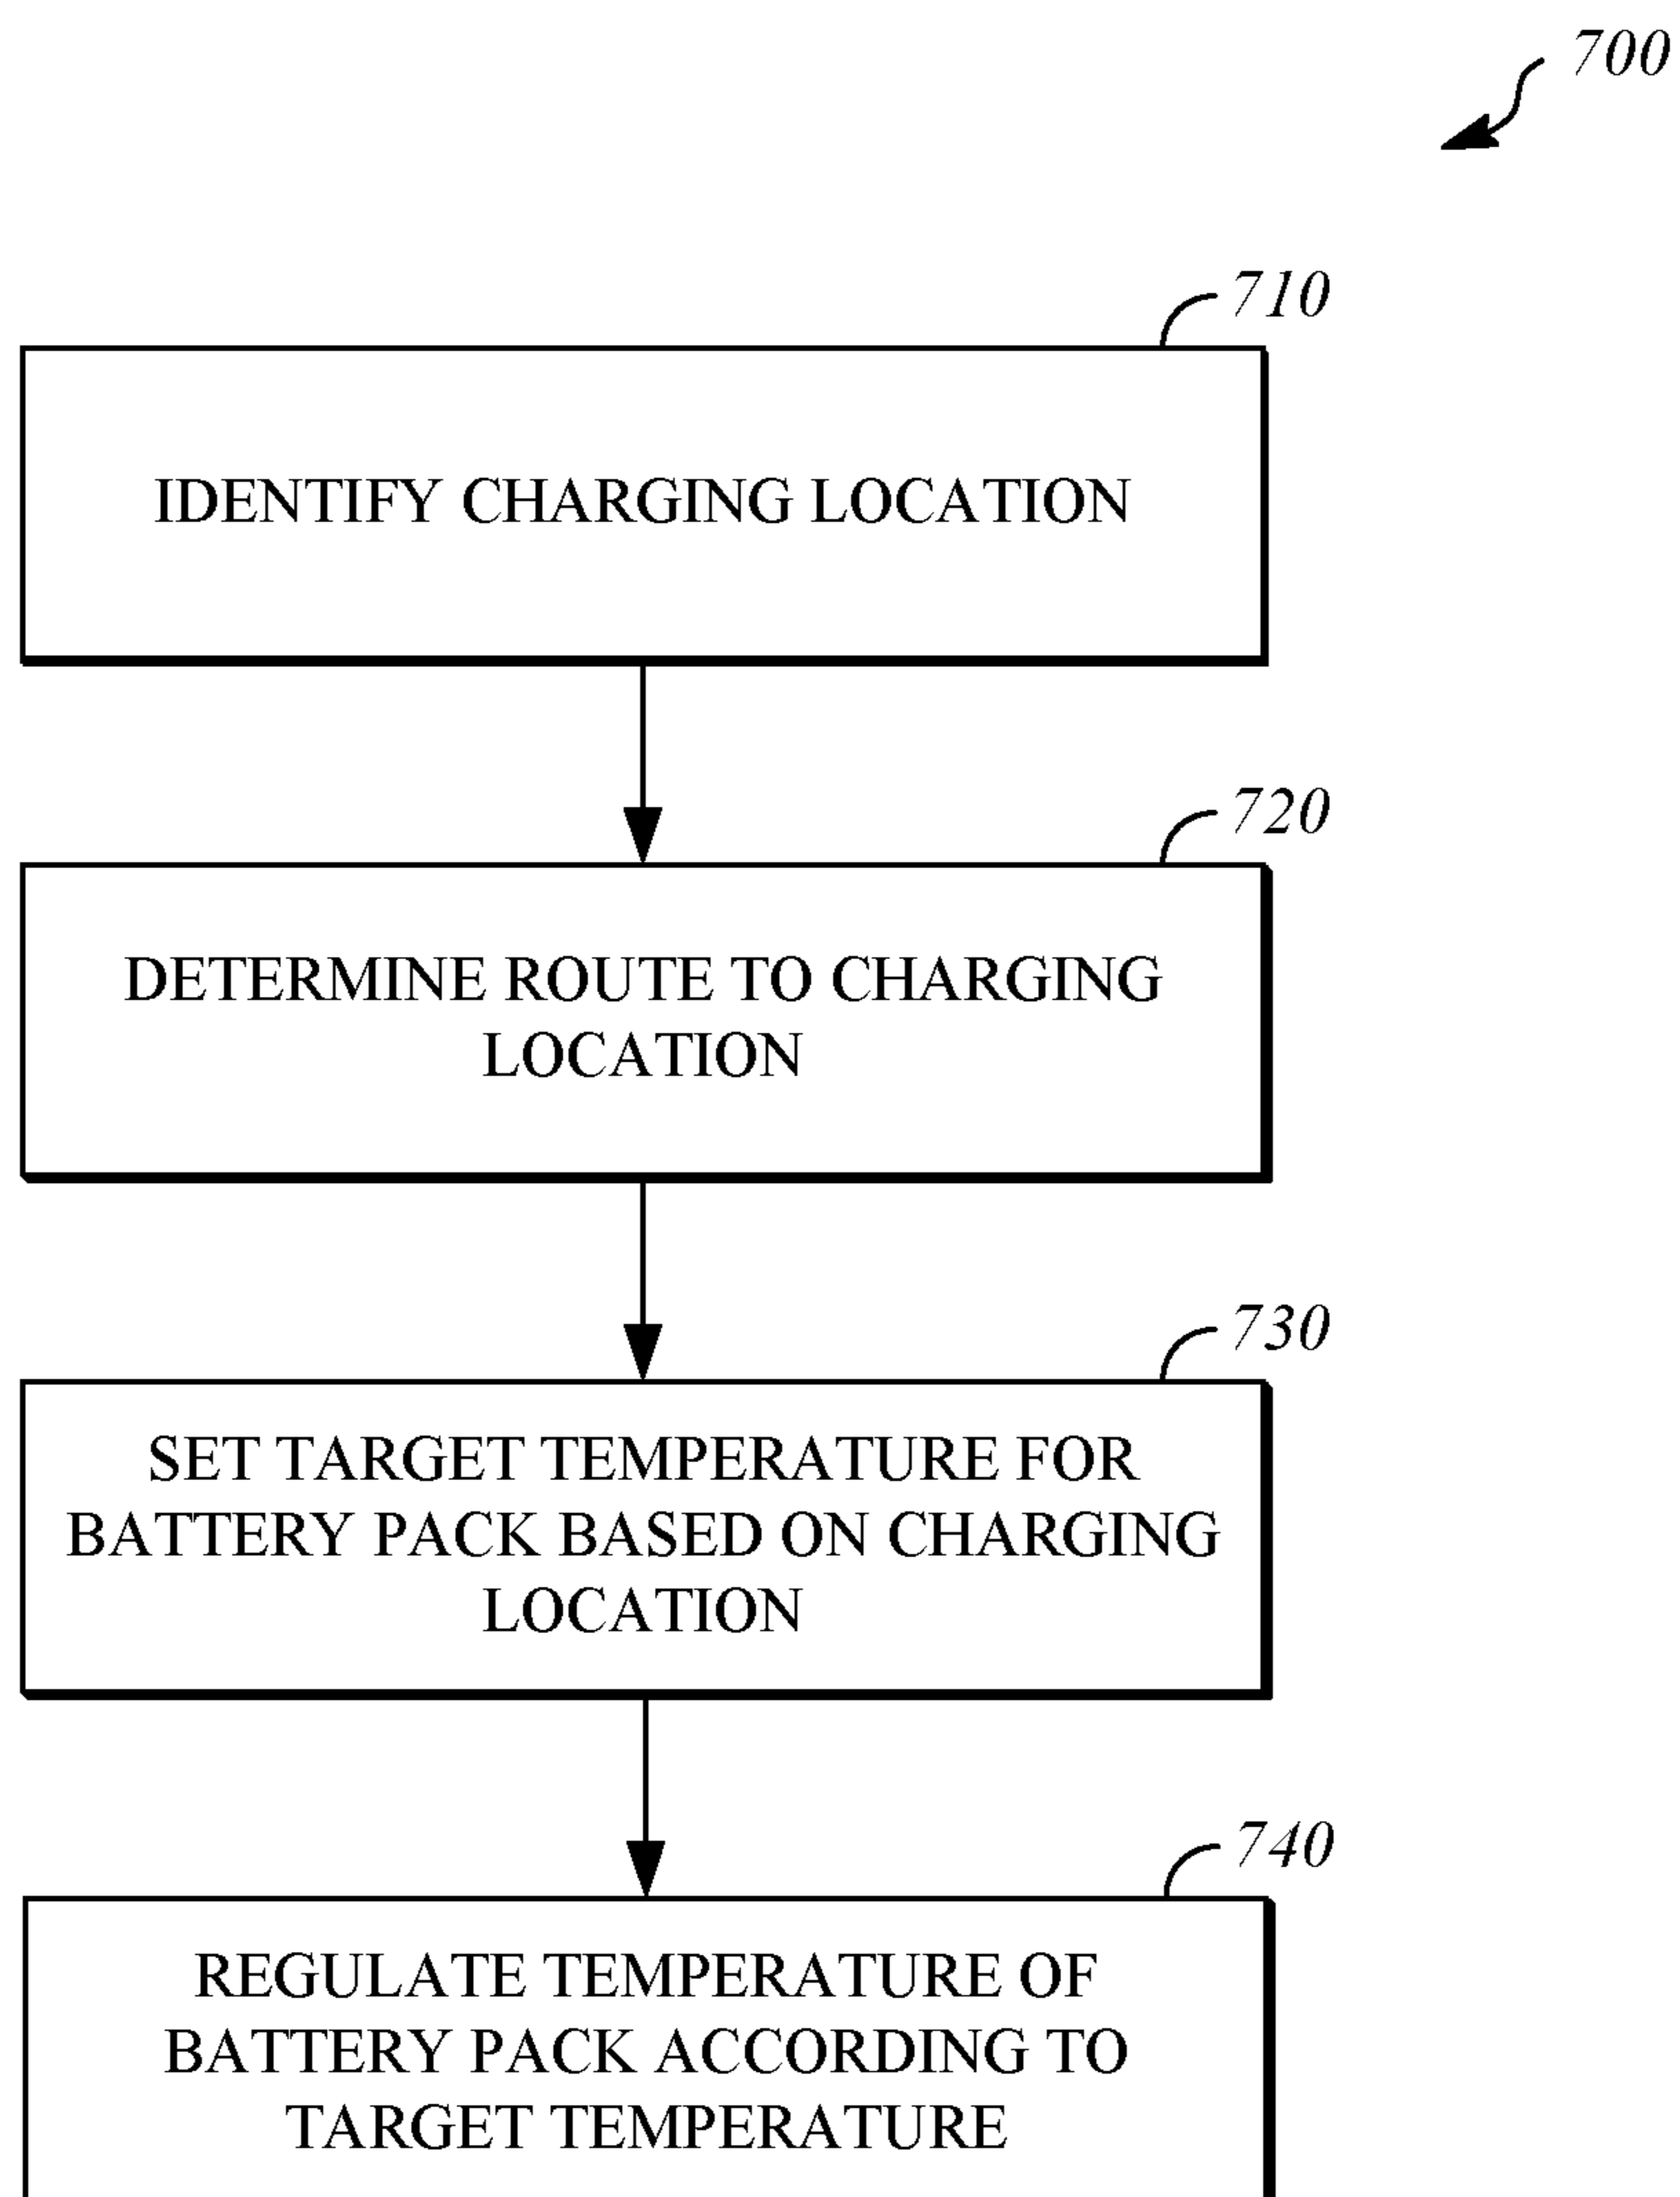 700
710
IDENTIFY CHARGING LOCATION
720
DETERMINE ROUTE TO CHARGING
LOCATION
730
SET TARGET TEMPERATURE FOR
BATTERY PACK BASED ON CHARGING
LOCATION
740
REGULATE TEMPERATURE OF
BATTERY PACK ACCORDING TO
TARGET TEMPERATURE